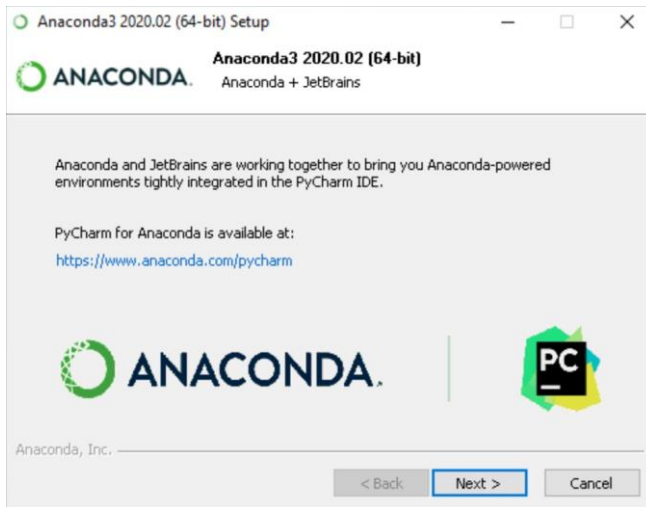 Anaconda3 2020.02 (64-bit) Setup
ANACONDA.
Anaconda3 2020.02 (64-bit)
Anaconda + JetBrains
Anaconda and JetBrains are working together to bring you Anaconda-powered
environments tightly integrated in the PyCharm IDE.
PyCharm for Anaconda is available at:
https://www.anaconda.com/pycharm
ANACONDA.
PC
Anaconda, Inc.
< Back Next > Cancel